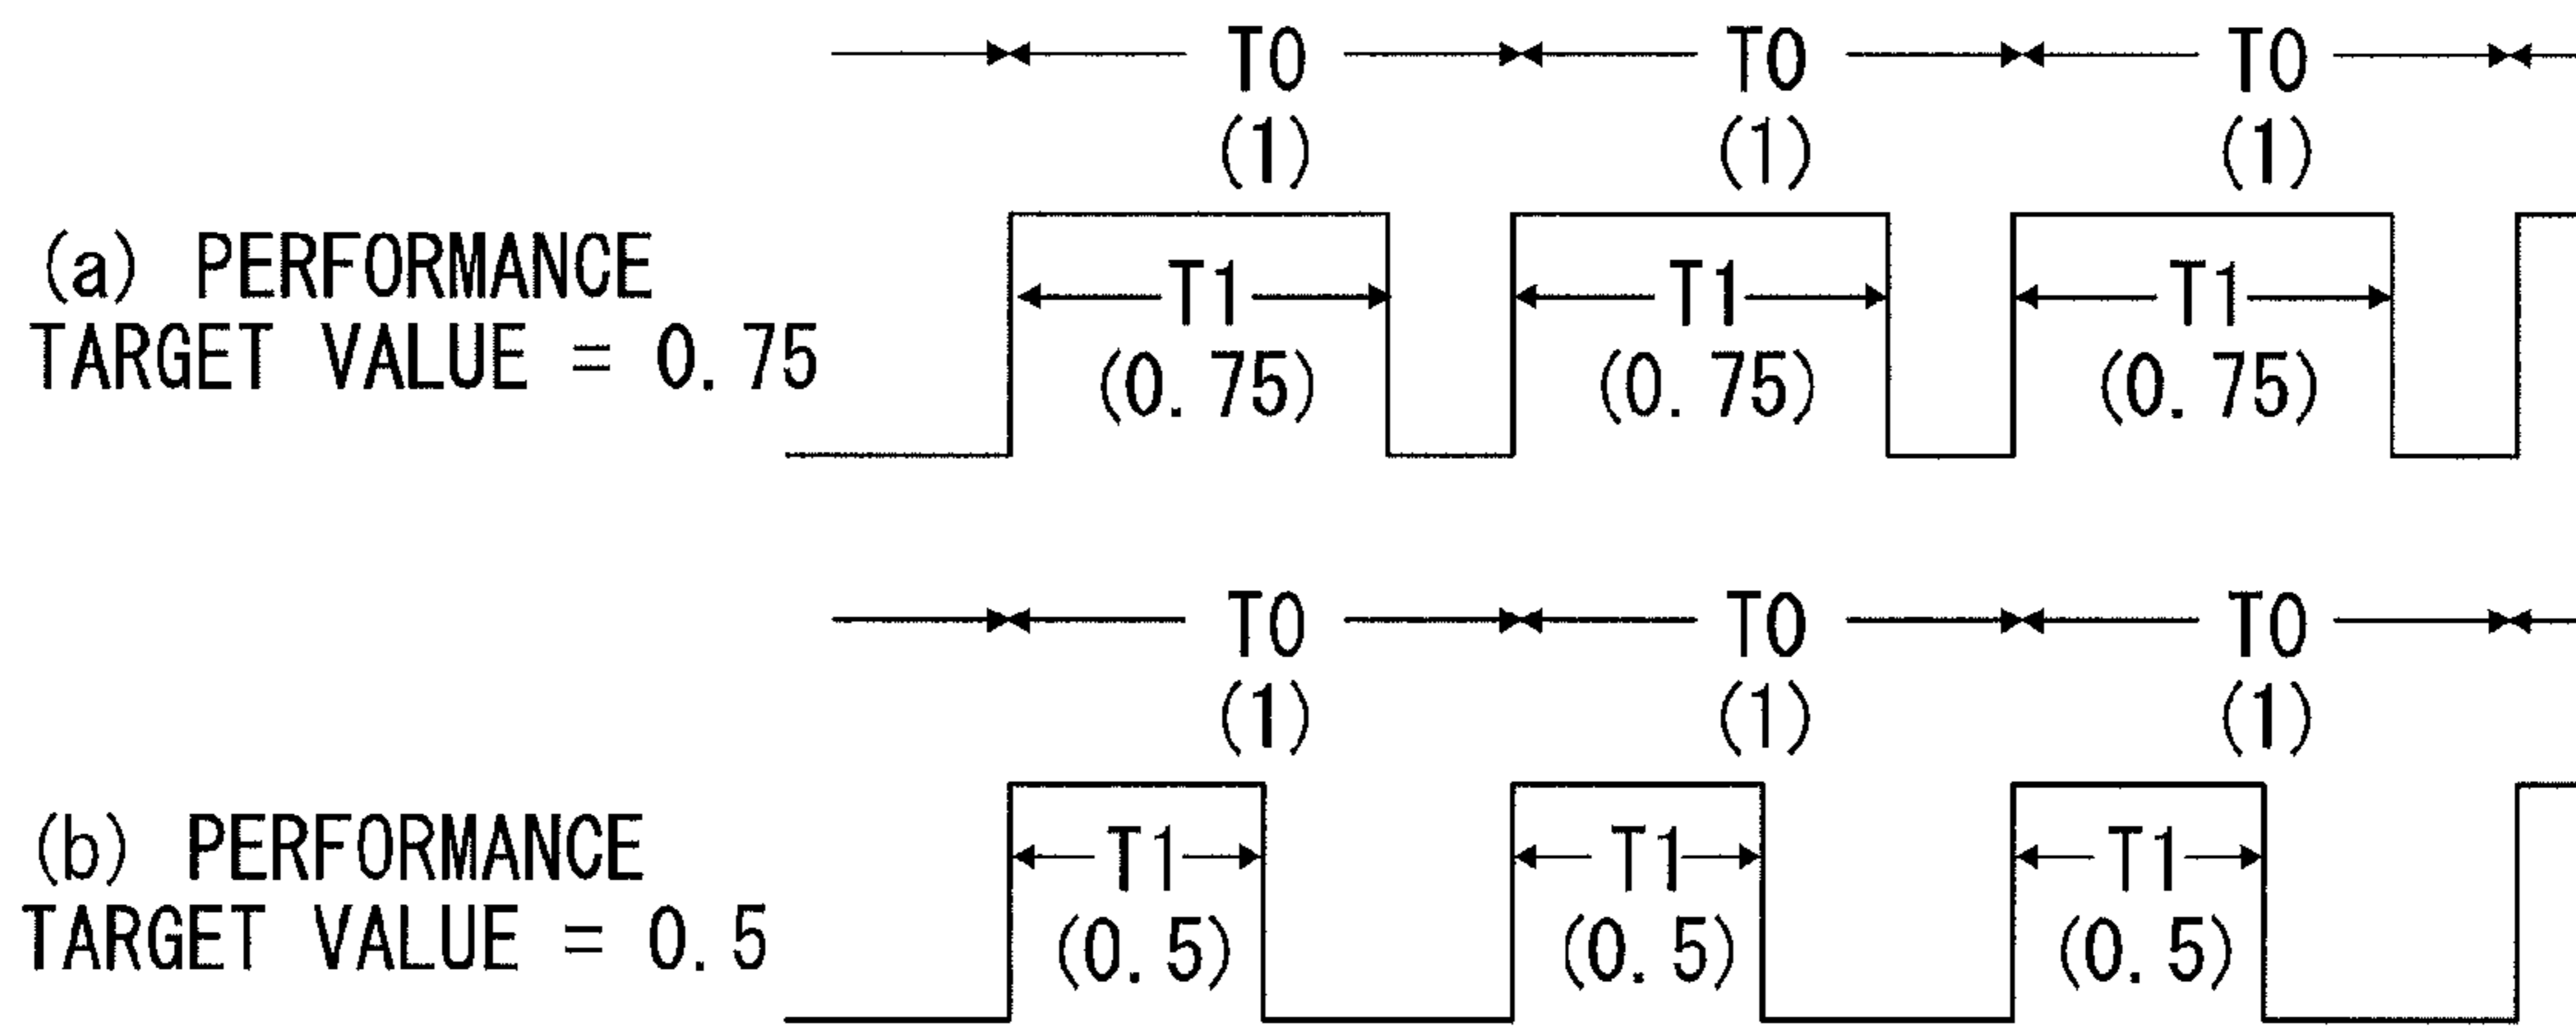 T0 T0 T0
(1) (1) (1)
(a) PERFORMANCE
TARGET VALUE = 0.75
T1 T1 T1
(0.75) (0.75) (0.75)
T0 T0 T0
(1) (1) (1)
(b) PERFORMANCE
TARGET VALUE = 0.5
T1 T1 T1
(0.5) (0.5) (0.5)